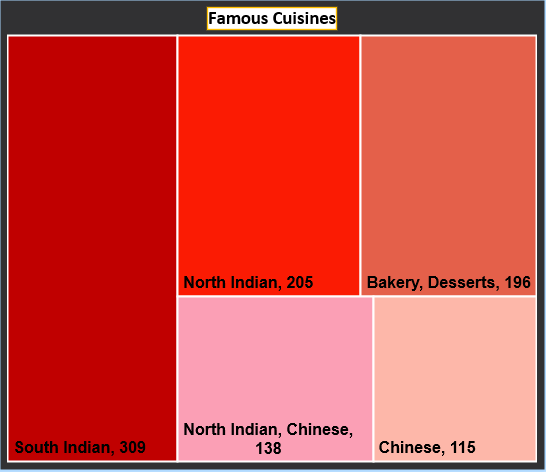 Famous Cuisines
South Indian, 309
North Indian, 205
Bakery, Desserts, 196
North Indian, Chinese,
138
Chinese, 115